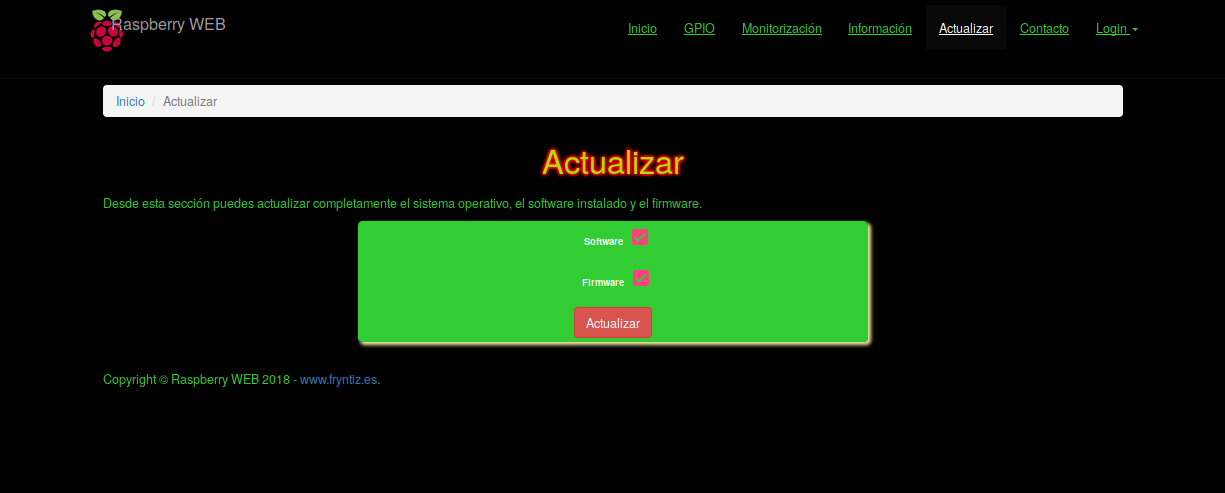 Raspberry WEB
Inicio GPIO Monitorización Información Actualizar Contacto Login
Inicio / Actualizar
Actualizar
Desde esta sección puedes actualizar completamente el sistema operativo, el software instalado y el firmware.
Software
Firmware
Actualizar
Copyright © Raspberry WEB 2018 - www.fryntiz.es.